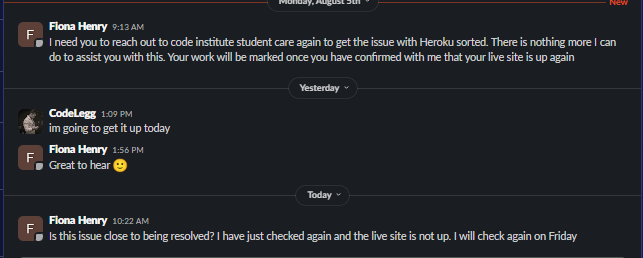 Monday, August 5th
New
F
Fiona Henry 9:13 AM
I need you to reach out to code institute student care again to get the issue with Heroku sorted. There is nothing more I can
do to assist you with this. Your work will be marked once you have confirmed with me that your live site is up again
Yesterday
CodeLegg 1:09 PM
im going to get it up today
F
Fiona Henry 1:56 PM
Great to hear 🙂
Today
F
Fiona Henry 10:22 AM
Is this issue close to being resolved? I have just checked again and the live site is not up. I will check again on Friday